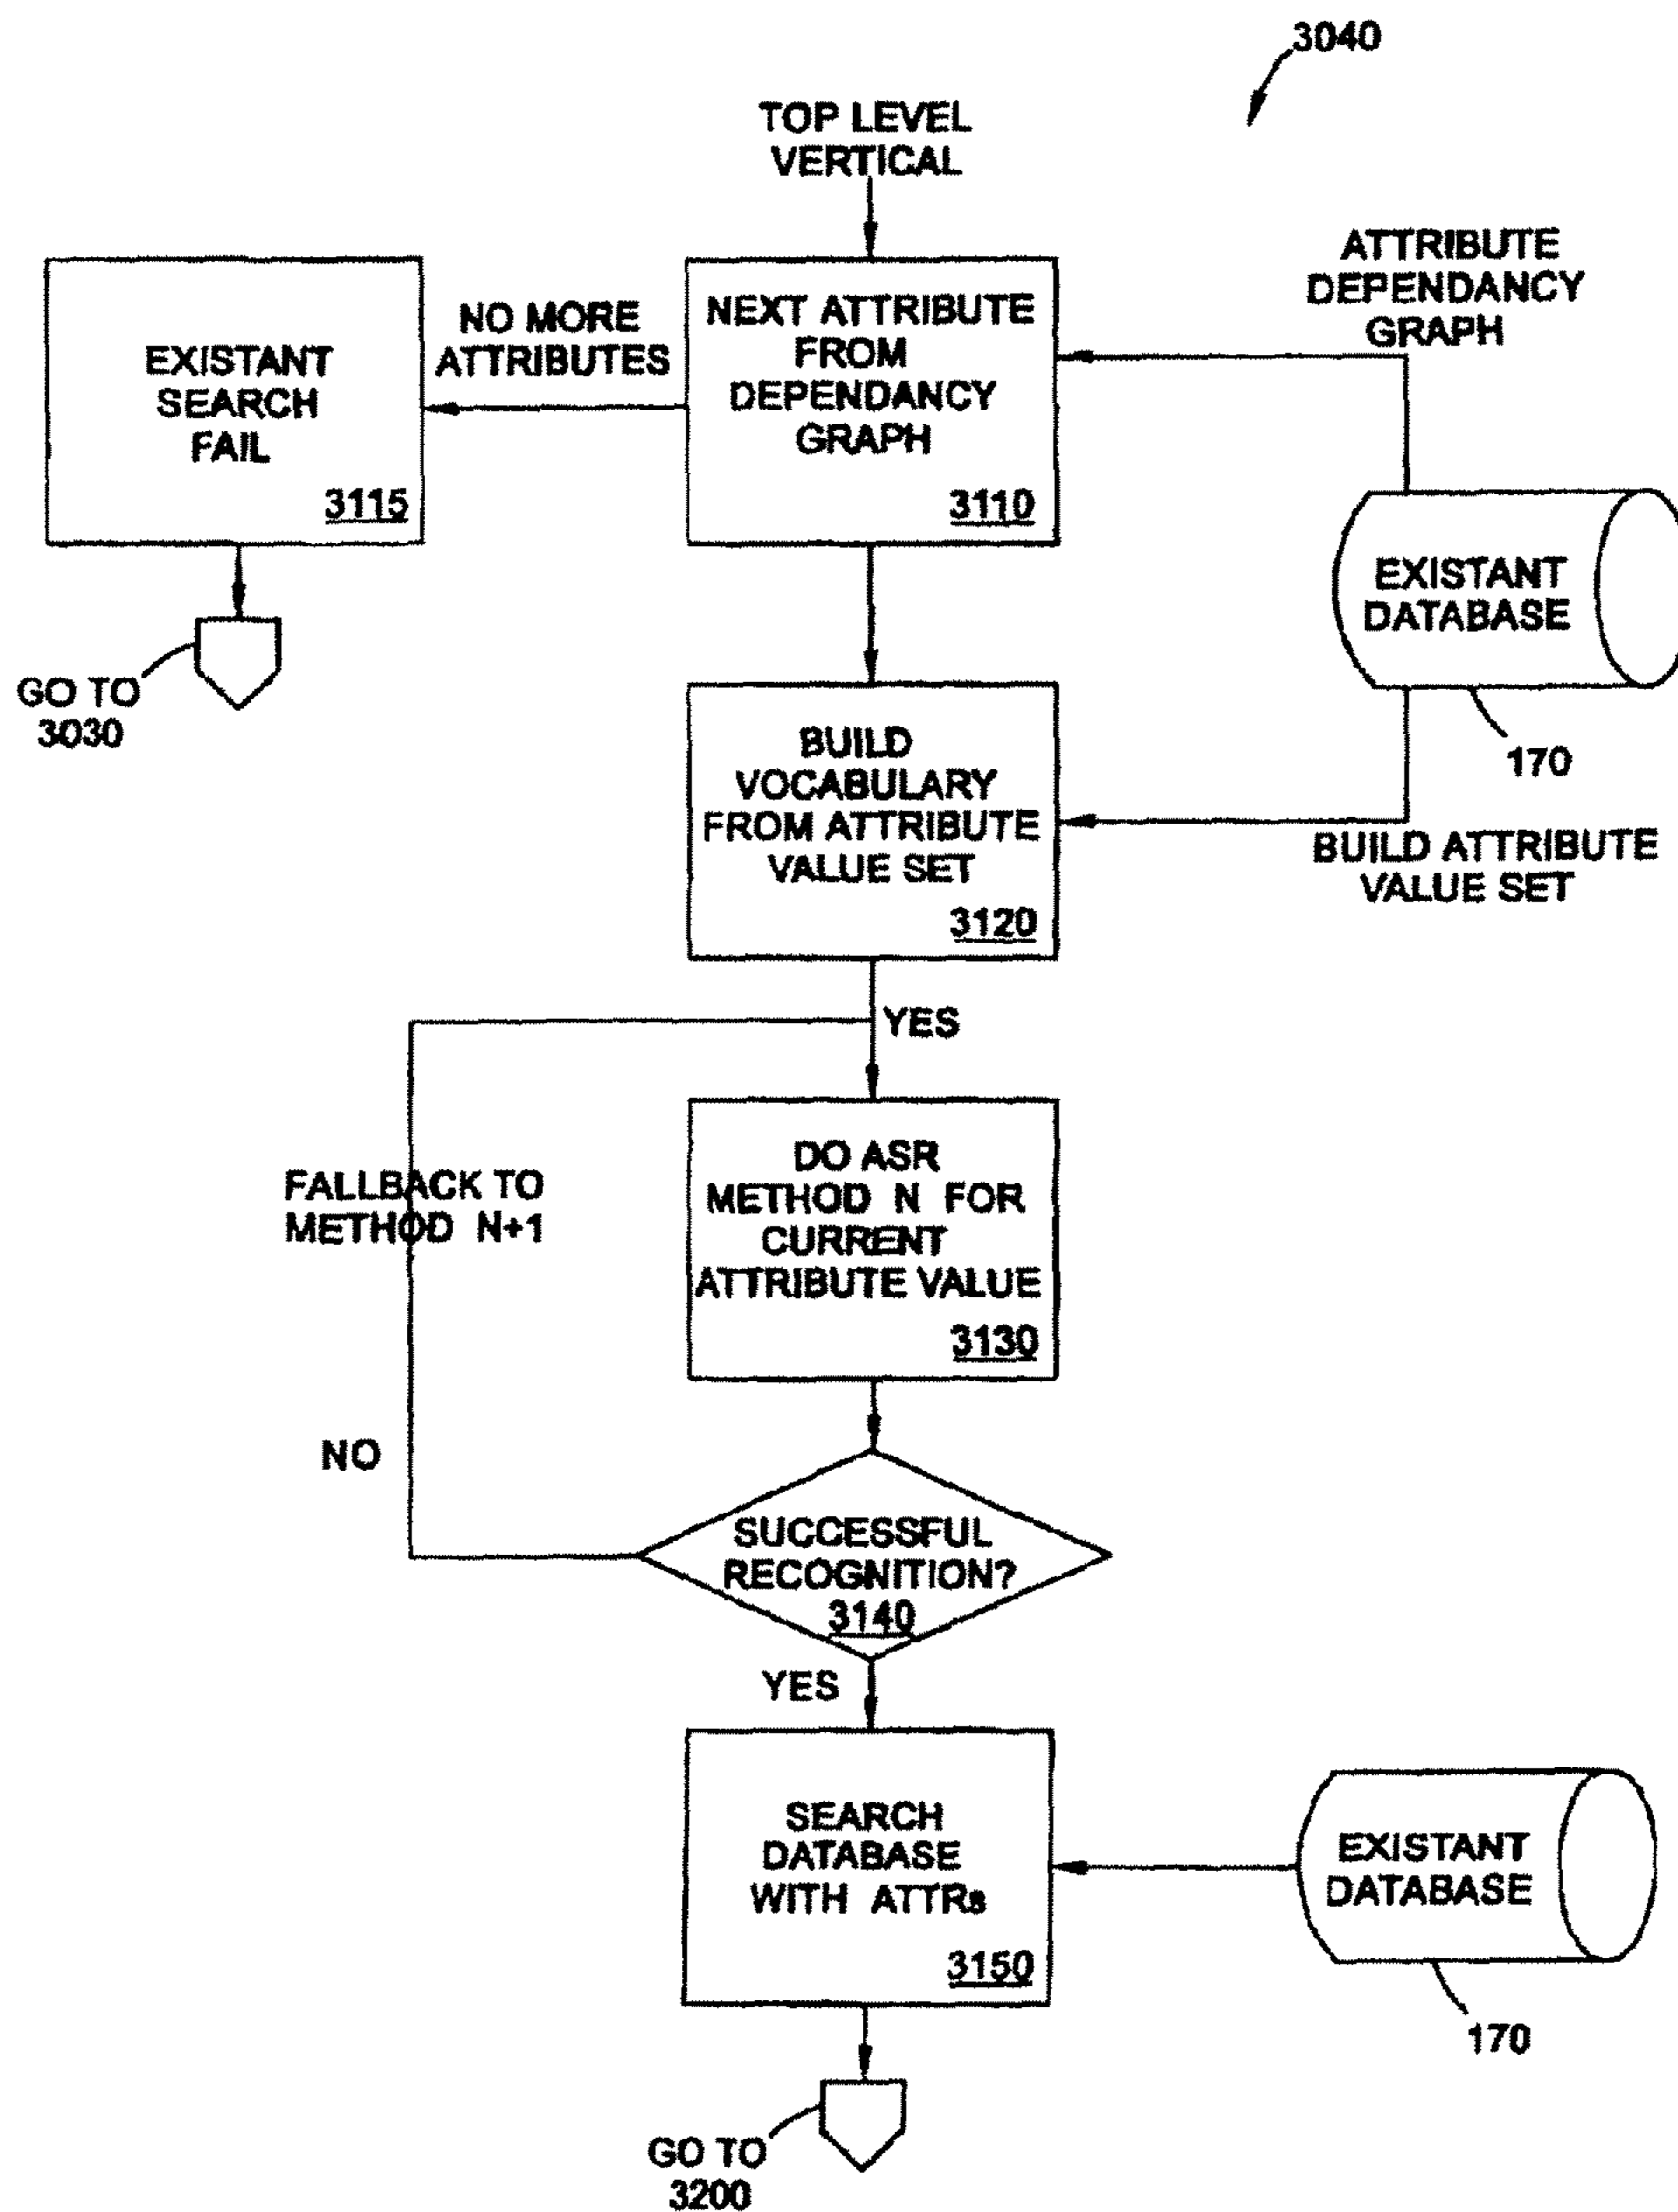 3040
TOP LEVEL
VERTICAL
ATTRIBUTE
DEPENDANCY
GRAPH
NO MORE
ATTRIBUTES
EXISTANT
SEARCH
FAIL
3115
NEXT ATTRIBUTE
FROM
DEPENDANCY
GRAPH
3110
EXISTANT
DATABASE
170
GO TO
3030
BUILD
VOCABULARY
FROM ATTRIBUTE
VALUE SET
3120
BUILD ATTRIBUTE
VALUE SET
YES
FALLBACK TO
METHOD N+1
DO ASR
METHOD N FOR
CURRENT
ATTRIBUTE VALUE
3130
NO
SUCCESSFUL
RECOGNITION?
3140
YES
SEARCH
DATABASE
WITH ATTRs
3150
EXISTANT
DATABASE
170
GO TO
3200